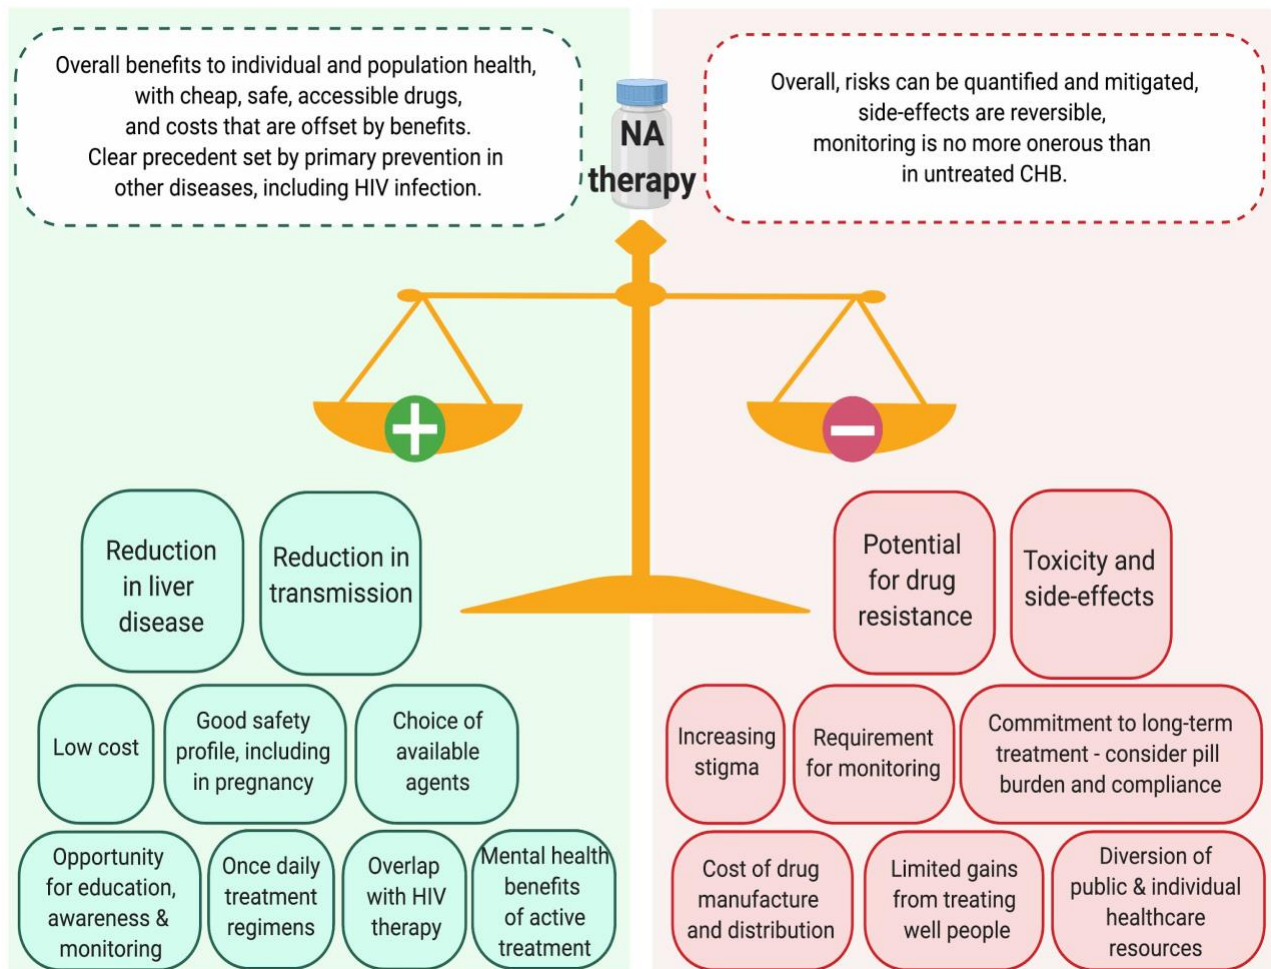 Overall benefits to individual and population health,
with cheap, safe, accessible drugs,
and costs that are offset by benefits.
Clear precedent set by primary prevention in
other diseases, including HIV infection.
NA
therapy
Overall, risks can be quantified and mitigated,
side-effects are reversible,
monitoring is no more onerous than
in untreated CHB.
Reduction
in liver
disease
Reduction in
transmission
Potential
for drug
resistance
Toxicity and
side-effects
Low cost
Good safety
profile, including
in pregnancy
Choice of
available
agents
Increasing
stigma
Requirement
for monitoring
Commitment to long-term
treatment - consider pill
burden and compliance
Opportunity
for education,
awareness &
monitoring
Once daily
treatment
regimens
Overlap
with HIV
therapy
Mental health
benefits
of active
treatment
Cost of drug
manufacture
and distribution
Limited gains
from treating
well people
Diversion of
public & individual
healthcare
resources